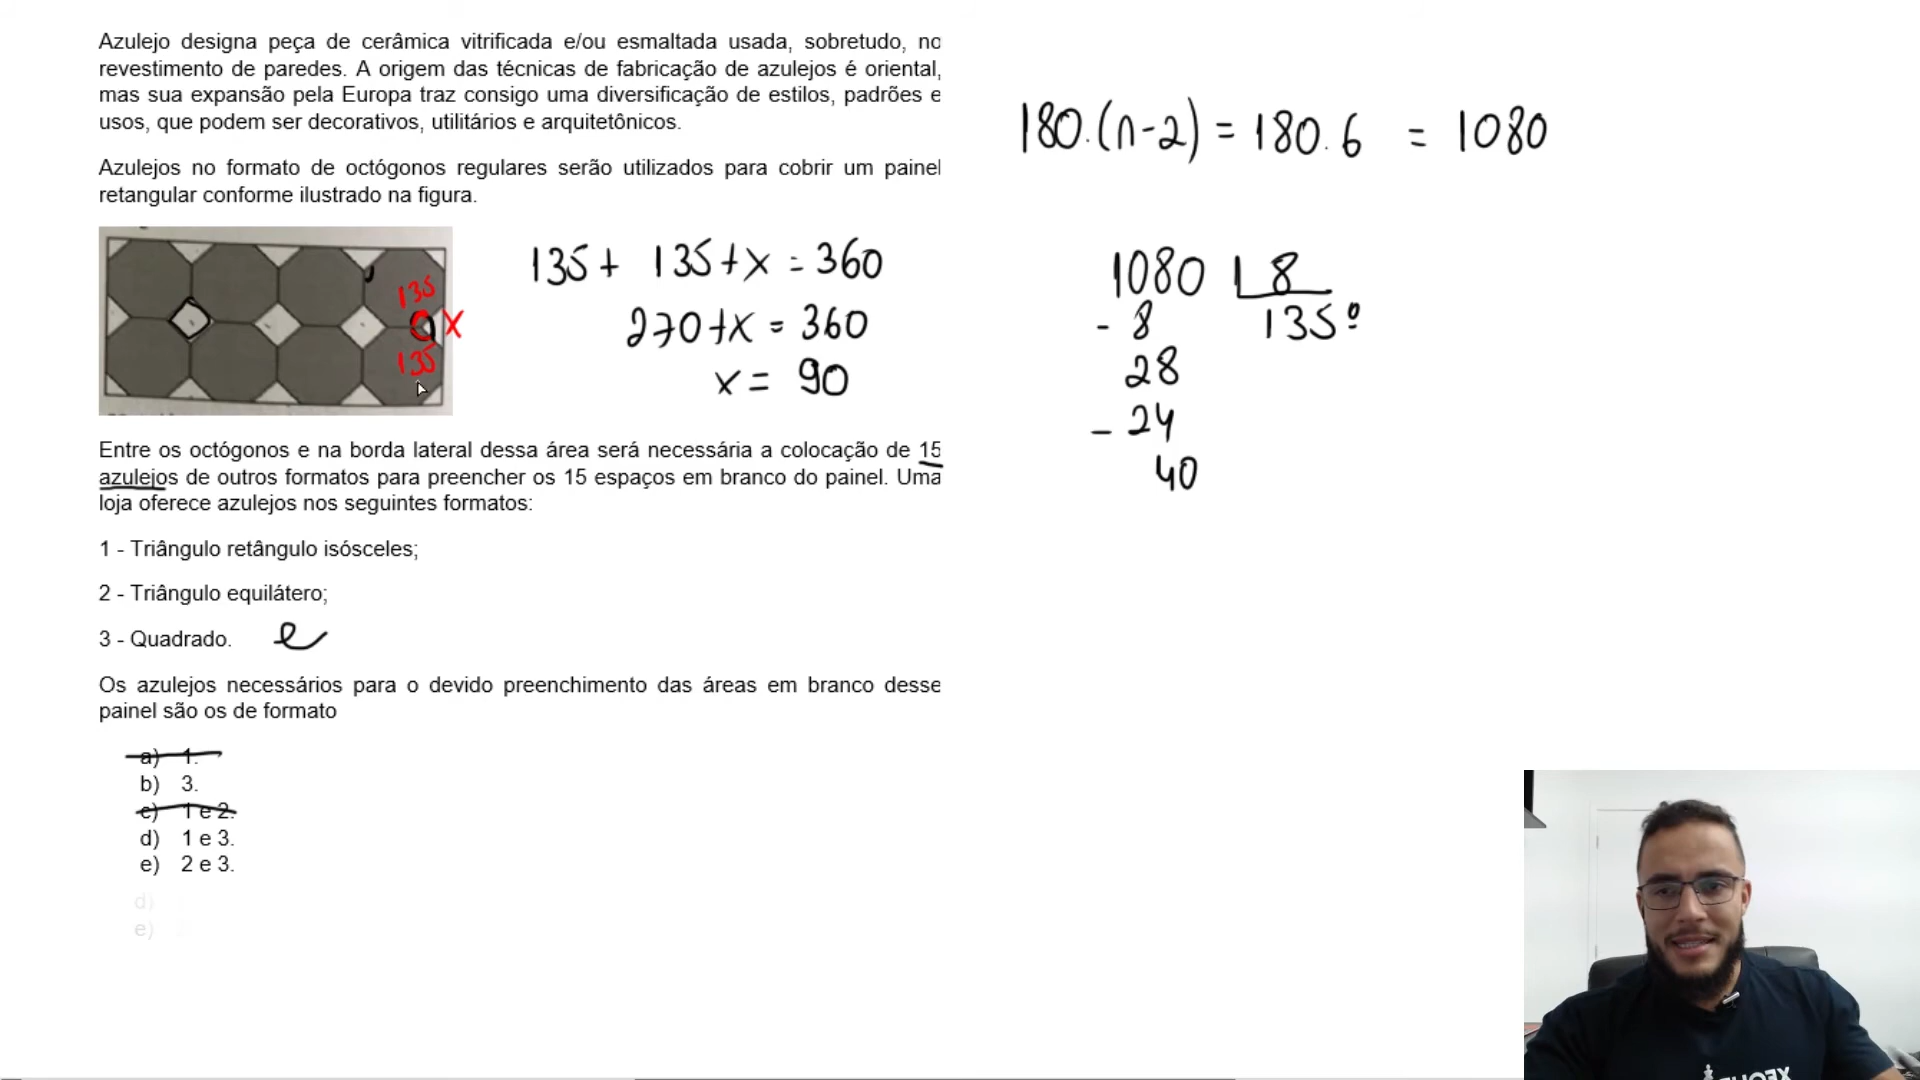 Azulejo designa peça de cerâmica vitrificada e/ou esmaltada usada, sobretudo, no
revestimento de paredes. A origem das técnicas de fabricação de azulejos é oriental,
mas sua expansão pela Europa traz consigo uma diversificação de estilos, padrões e
usos, que podem ser decorativos, utilitários e arquitetônicos.
Azulejos no formato de octógonos regulares serão utilizados para cobrir um painel
retangular conforme ilustrado na figura.
135
x
135
135 + 135 + x = 360
270 + x = 360
x = 90
180.(n-2) = 180.6 = 1080
1080 8
- 8 135º
28
- 24
40
Entre os octógonos e na borda lateral dessa área será necessária a colocação de 15
azulejos de outros formatos para preencher os 15 espaços em branco do painel. Uma
loja oferece azulejos nos seguintes formatos:
1 - Triângulo retângulo isósceles;
2 - Triângulo equilátero;
3 - Quadrado. e
Os azulejos necessários para o devido preenchimento das áreas em branco desse
painel são os de formato
a) 1.
b) 3.
c) 1 e 2.
d) 1 e 3.
e) 2 e 3.
d)
e)